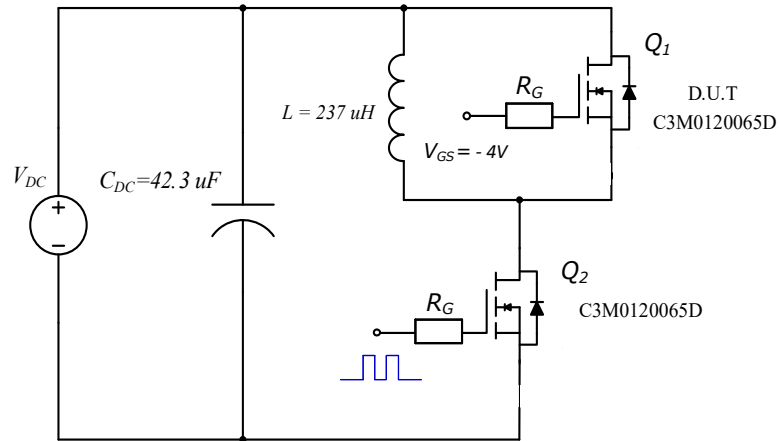 Q1
RG
D.U.T
C3M0120065D
L = 237 uH
VGS = - 4V
VDC
CDC=42.3 uF
Q2
RG
C3M0120065D